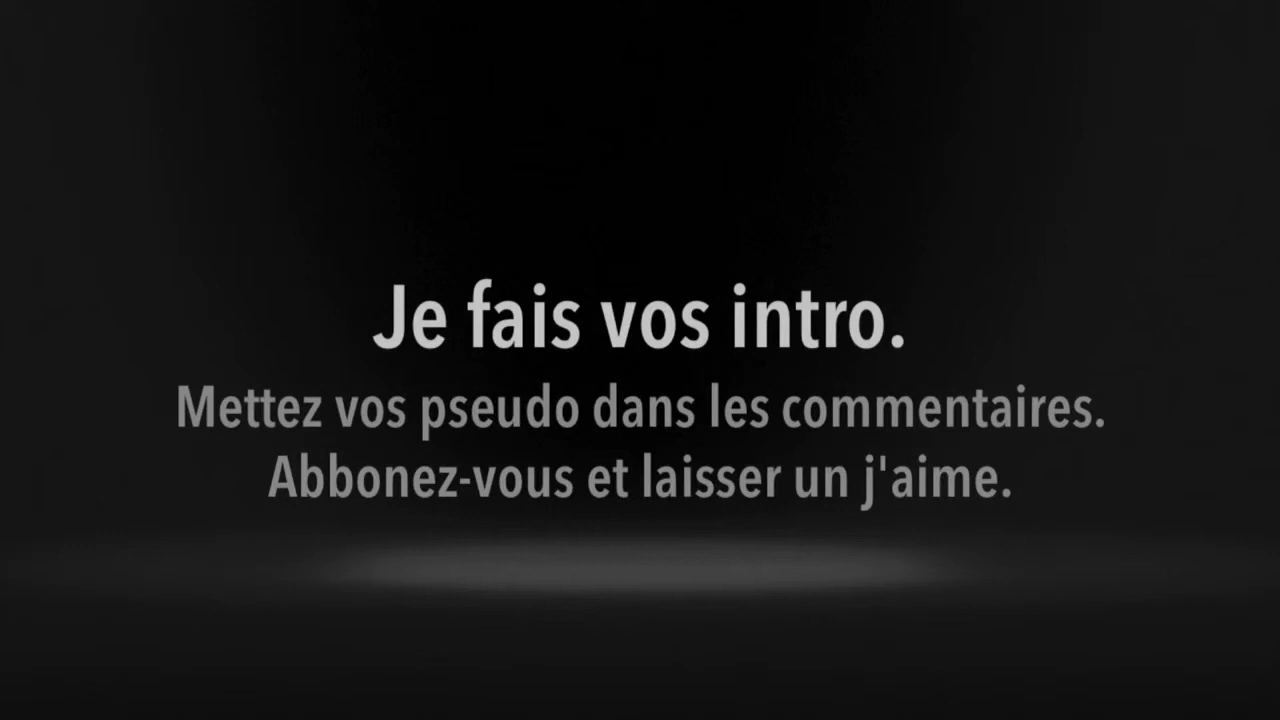 Je fais vos intro.
Mettez vos pseudo dans les commentaires.
Abbonez-vous et laisser un j'aime.